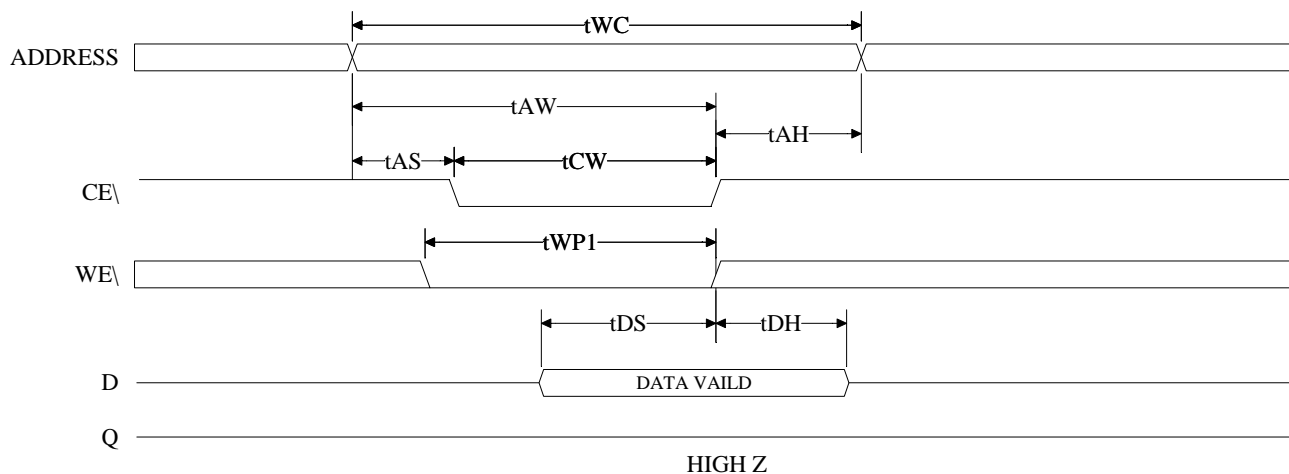 tWC
ADDRESS
tAW
tAH
tAS
tCW
CE\
tWP1
WE\
tDS
tDH
D
DATA VAILD
Q
HIGH Z